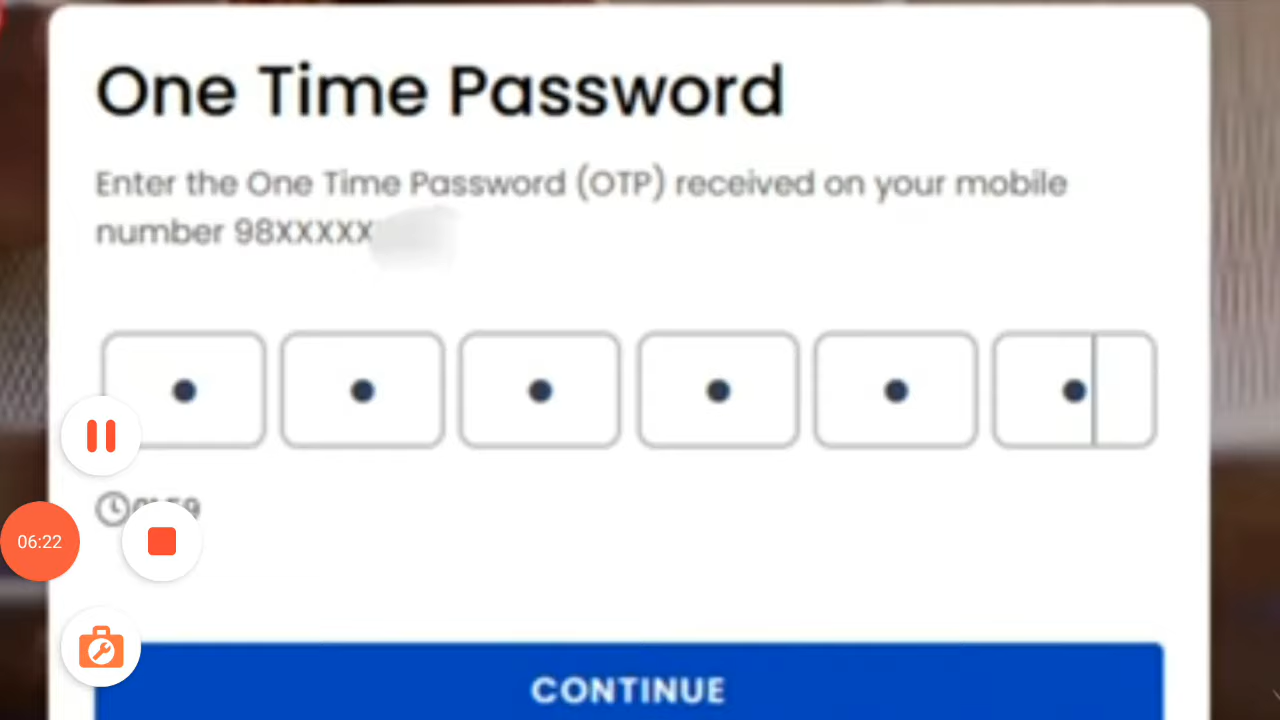 One Time Password
Enter the One Time Password (OTP) received on your mobile
number 98XXXXX
06:22
CONTINUE